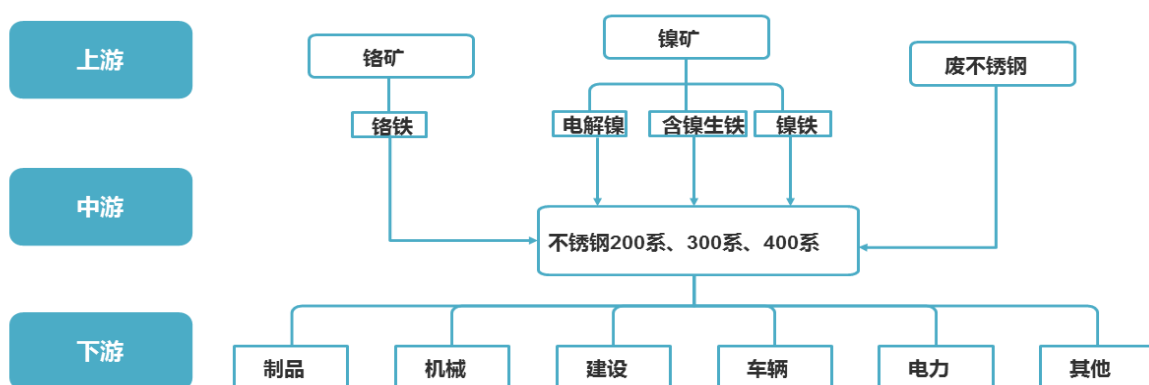 上游
铬矿
镍矿
废不锈钢
铬铁
电解镍
含镍生铁
镍铁
中游
不锈钢200系、300系、400系
下游
制品
机械
建设
车辆
电力
其他